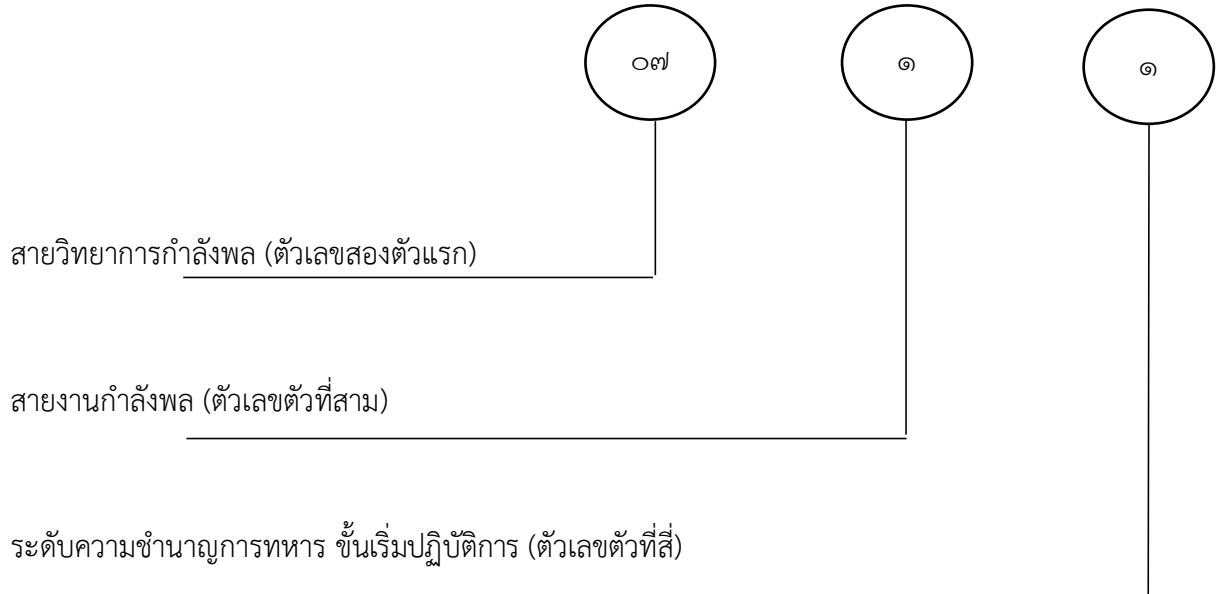 ๐๗ ๑ ๑
สายวิทยาการกำลังพล (ตัวเลขสองตัวแรก)
สายงานกำลังพล (ตัวเลขตัวที่สาม)
ระดับความชำนาญการทหาร ขั้นเริ่มปฏิบัติการ (ตัวเลขตัวที่สี่)